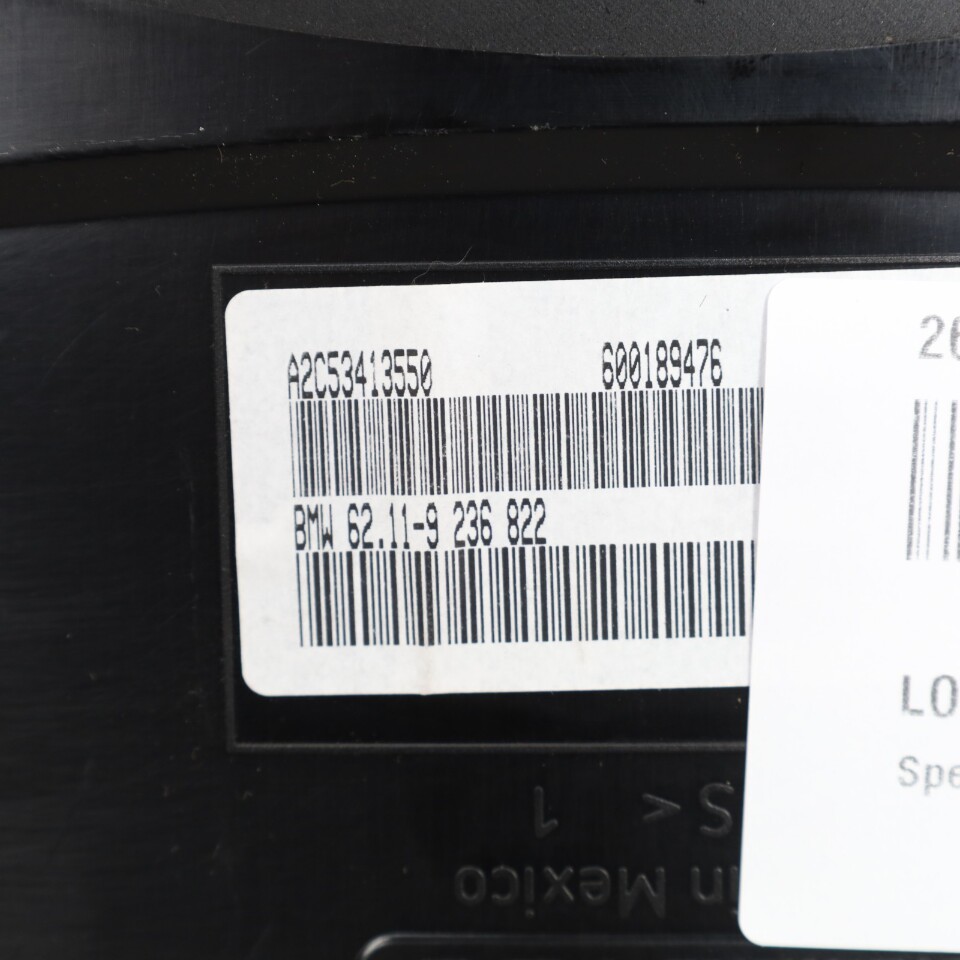 A2C53413550 600189476
BMW 62.11-9 236 822
26
LO
Spe
S < 1
in Mexico